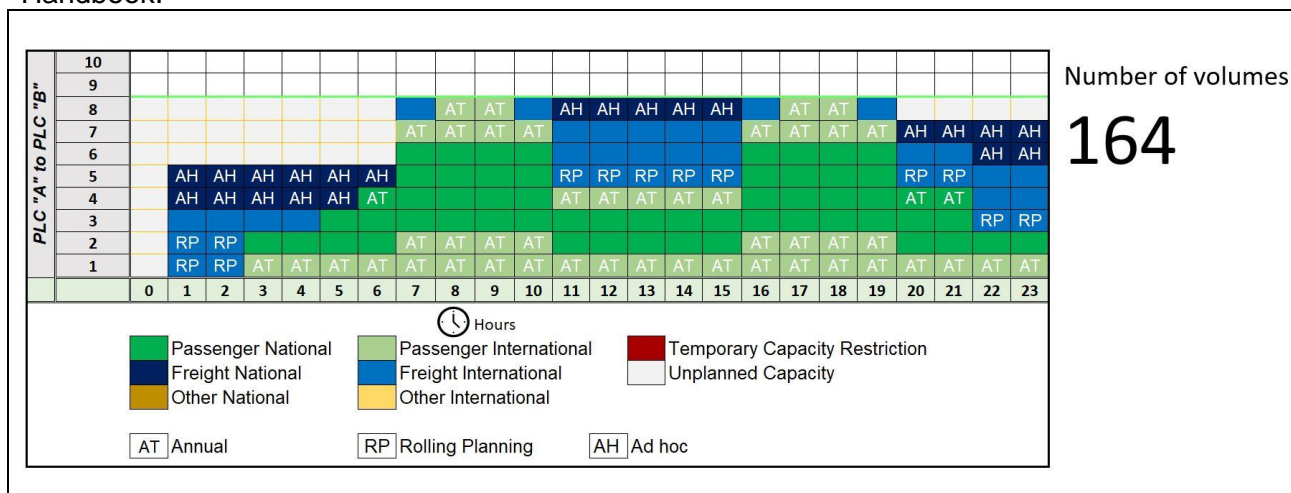 Handbook.
Number of volumes
164
PLC "A" to PLC "B"
10
9
8 AT AT AH AH AH AH AH AT AT
7 AT AT AT AT AT AT AT AT AH AH AH AH
6 AH AH
5 AH AH AH AH AH AH RP RP RP RP RP RP RP
4 AH AH AH AH AH AT AT AT AT AT AT AT AT
3 RP RP
2 RP RP AT AT AT AT AT AT AT AT
1 RP RP AT AT AT AT AT AT AT AT AT AT AT AT AT AT AT AT AT AT AT AT AT
0 1 2 3 4 5 6 7 8 9 10 11 12 13 14 15 16 17 18 19 20 21 22 23
Hours
Passenger National Passenger International Temporary Capacity Restriction
Freight National Freight International Unplanned Capacity
Other National Other International
AT Annual RP Rolling Planning AH Ad hoc